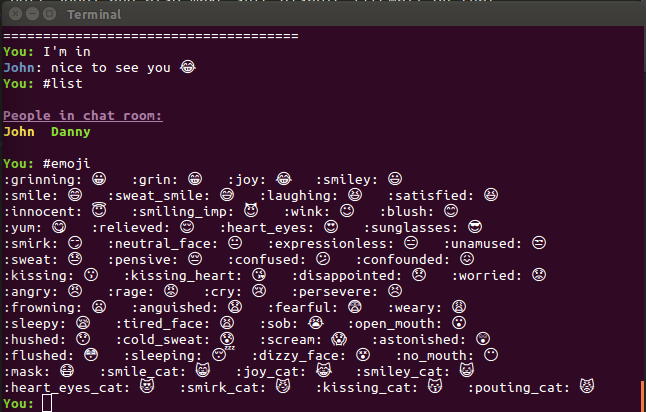 Terminal
=====================================
You: I'm in
John: nice to see you 😂
You: #list
People in chat room:
John  Danny
You: #emoji
:grinning: 😀   :grin: 😁   :joy: 😂   :smiley: 😃
:smile: 😄   :sweat_smile: 😅   :laughing: 😆   :satisfied: 😆
:innocent: 😇   :smiling_imp: 😈   :wink: 😉   :blush: 😊
:yum: 😋   :relieved: 😌   :heart_eyes: 😍   :sunglasses: 😎
:smirk: 😏   :neutral_face: 😐   :expressionless: 😑   :unamused: 😒
:sweat: 😓   :pensive: 😔   :confused: 😕   :confounded: 😖
:kissing: 😗   :kissing_heart: 😘   :disappointed: 😞   :worried: 😟
:angry: 😠   :rage: 😡   :cry: 😢   :persevere: 😣
:frowning: 😦   :anguished: 😧   :fearful: 😨   :weary: 😩
:sleepy: 😪   :tired_face: 😫   :sob: 😭   :open_mouth: 😮
:hushed: 😯   :cold_sweat: 😰   :scream: 😱   :astonished: 😲
:flushed: 😳   :sleeping: 😴   :dizzy_face: 😵   :no_mouth: 😶
:mask: 😷   :smile_cat: 😸   :joy_cat: 😹   :smiley_cat: 😺
:heart_eyes_cat: 😻   :smirk_cat: 😼   :kissing_cat: 😽   :pouting_cat: 😾
You: